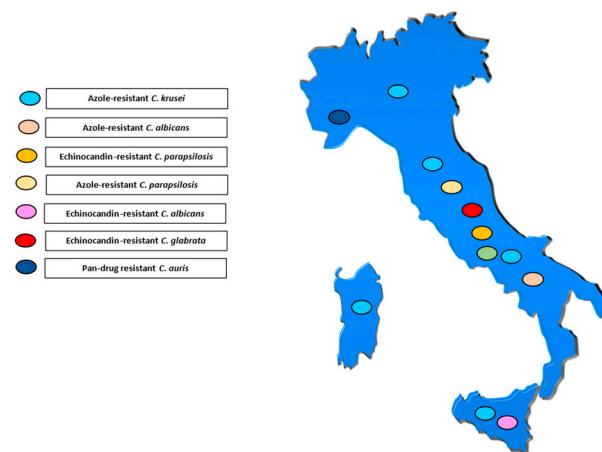 Azole-resistant C. krusei
Azole-resistant C. albicans
Echinocandin-resistant C. parapsilosis
Azole-resistant C. parapsilosis
Echinocandin-resistant C. albicans
Echinocandin-resistant C. glabrata
Pan-drug resistant C. auris